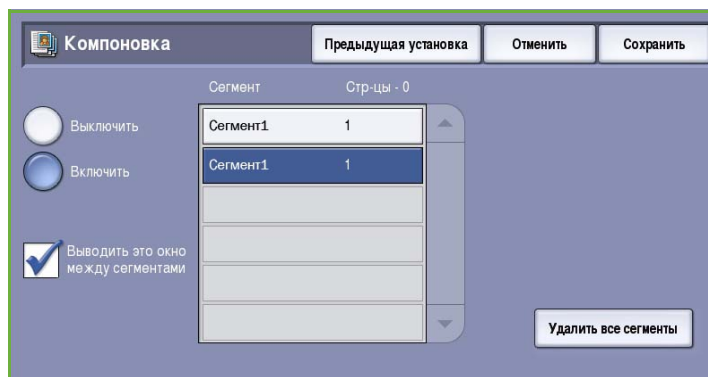 Компоновка Предыдущая установка Отменить Сохранить
Сегмент Стр-цы - 0
Выключить
Сегмент1 1
Включить
Сегмент1 1
Выводить это окно
между сегментами
Удалить все сегменты